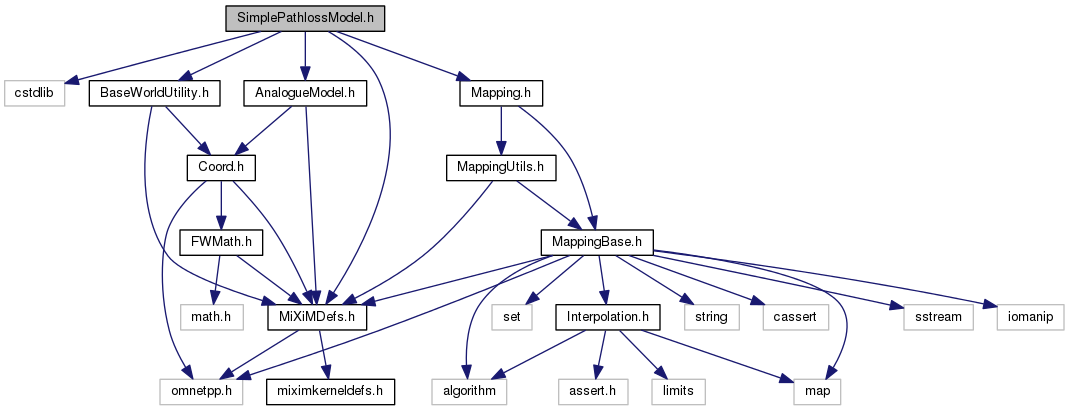 SimplePathlossModel.h
cstdlib
BaseWorldUtility.h
AnalogueModel.h
Mapping.h
Coord.h
MappingUtils.h
FWMath.h
MappingBase.h
math.h
MiXiMDefs.h
set
Interpolation.h
string
cassert
sstream
iomanip
omnetpp.h
miximkerneldefs.h
algorithm
assert.h
limits
map